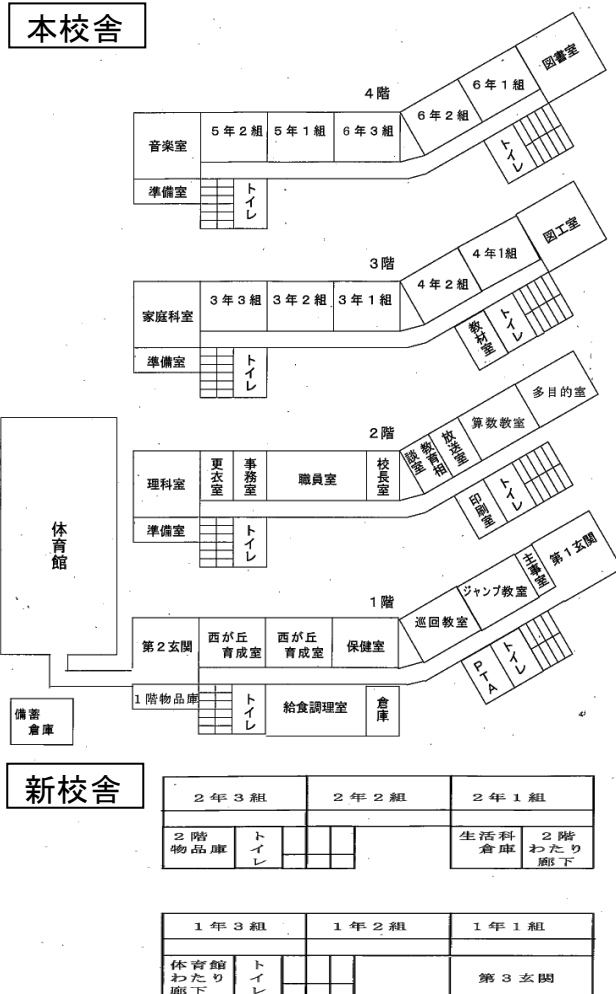 本校舎
4階
音楽室
5年2組
5年1組
6年3組
6年2組
6年1組
図書室
準備室
トイレ
トイレ
3階
家庭科室
3年3組
3年2組
3年1組
4年2組
4年1組
図工室
準備室
トイレ
教材室
トイレ
2階
理科室
更衣室
事務室
職員室
校長室
教育相
談室
放送室
算数教室
多目的室
準備室
トイレ
印刷室
トイレ
体育館
1階
第2玄関
西が丘
育成室
西が丘
育成室
保健室
巡回教室
ジャンプ教室
主事室
第1玄関
1階物品庫
トイレ
給食調理室
倉庫
PTA
トイレ
備蓄
倉庫
新校舎
2年3組
2年2組
2年1組
2階
物品庫
トイレ
生活科
倉庫
2階
わたり
廊下
1年3組
1年2組
1年1組
体育館
わたり
廊下
トイレ
第3玄関